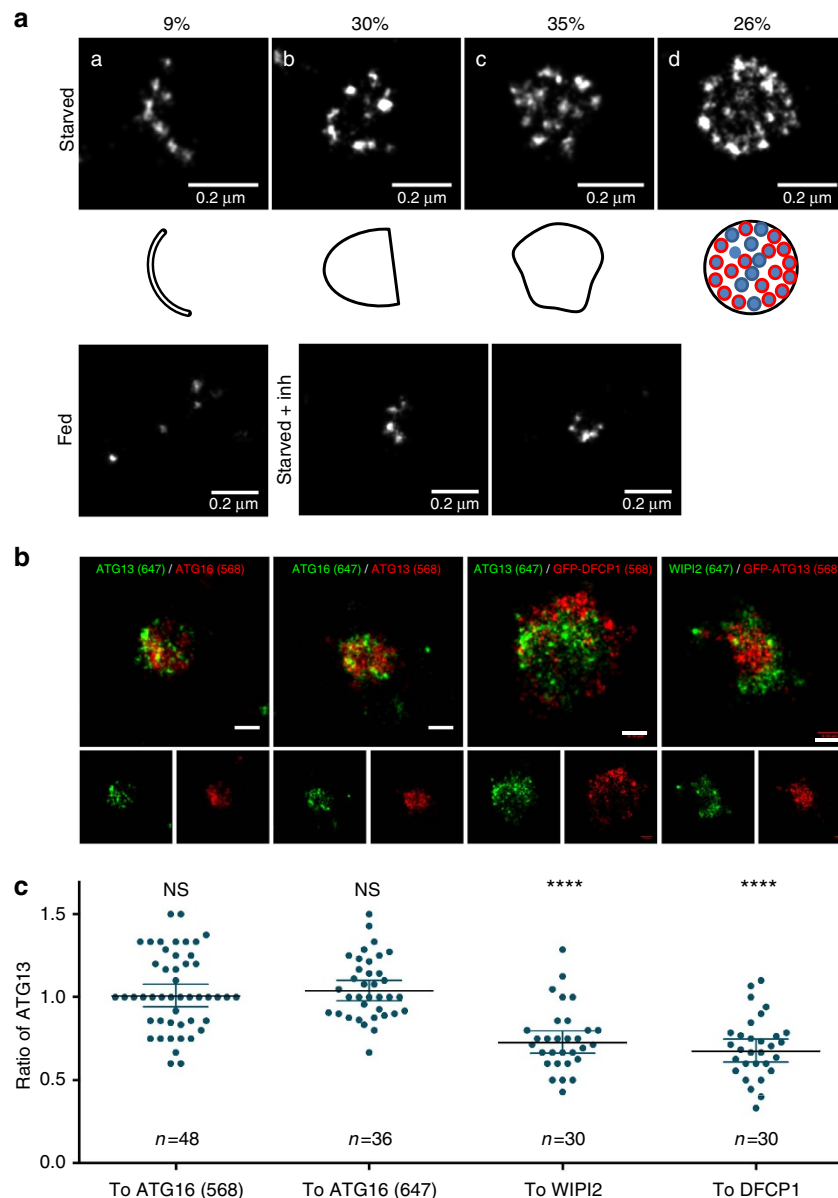 a
9% 30% 35% 26%
Starved
a b c d
0.2 μm 0.2 μm 0.2 μm 0.2 μm
Fed
Starved + inh
0.2 μm 0.2 μm 0.2 μm
b
ATG13 (647) / ATG16 (568) ATG16 (647) / ATG13 (568) ATG13 (647) / GFP-DFCP1 (568) WIPI2 (647) / GFP-ATG13 (568
c
NS NS **** ****
Ratio of ATG13
1.5
1.0
0.5
0.0
n=48 n=36 n=30 n=30
To ATG16 (568) To ATG16 (647) To WIPI2 To DFCP1